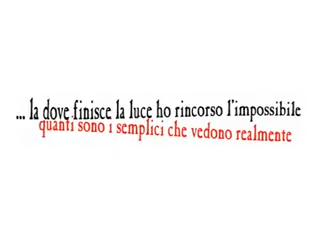 ... la dove finisce la luce ho rincorso l'impossibile
quanti sono i semplici che vedono realmente